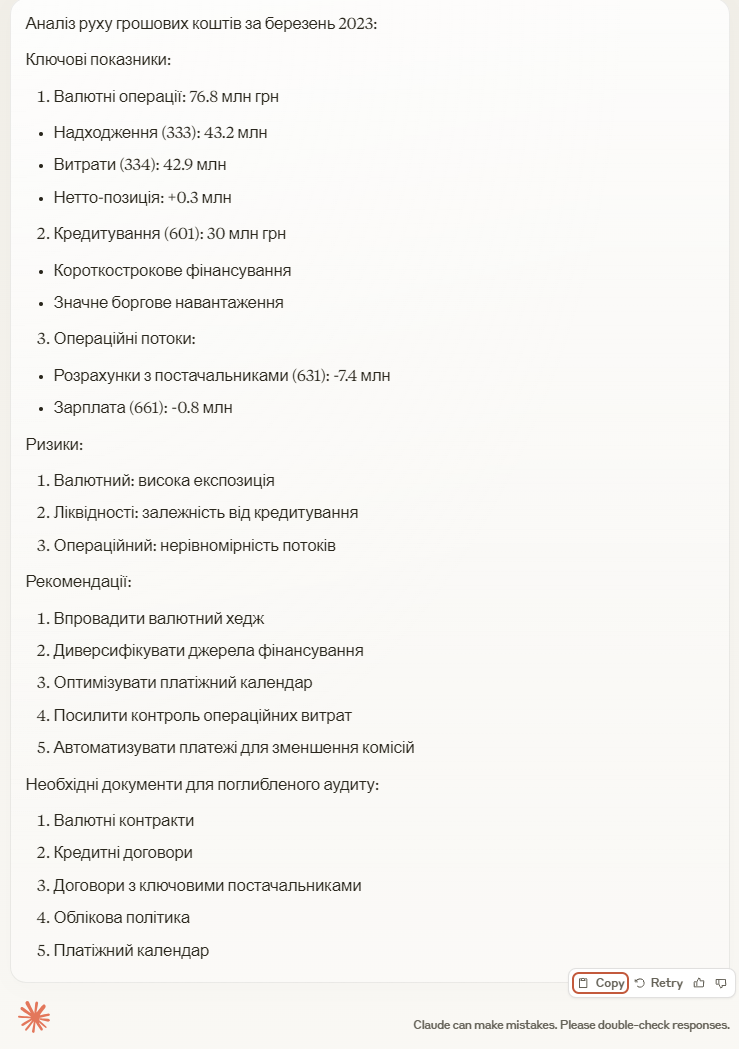 Аналіз руху грошових коштів за березень 2023:
Ключові показники:
1. Валютні операції: 76.8 млн грн
• Надходження (333): 43.2 млн
• Витрати (334): 42.9 млн
• Нетто-позиція: +0.3 млн
2. Кредитування (601): 30 млн грн
• Короткострокове фінансування
• Значне боргове навантаження
3. Операційні потоки:
• Розрахунки з постачальниками (631): -7.4 млн
• Зарплата (661): -0.8 млн
Ризики:
1. Валютний: висока експозиція
2. Ліквідності: залежність від кредитування
3. Операційний: нерівномірність потоків
Рекомендації:
1. Впровадити валютний хедж
2. Диверсифікувати джерела фінансування
3. Оптимізувати платіжний календар
4. Посилити контроль операційних витрат
5. Автоматизувати платежі для зменшення комісій
Необхідні документи для поглибленого аудиту:
1. Валютні контракти
2. Кредитні договори
3. Договори з ключовими постачальниками
4. Облікова політика
5. Платіжний календар
Copy Retry
Claude can make mistakes. Please double-check responses.